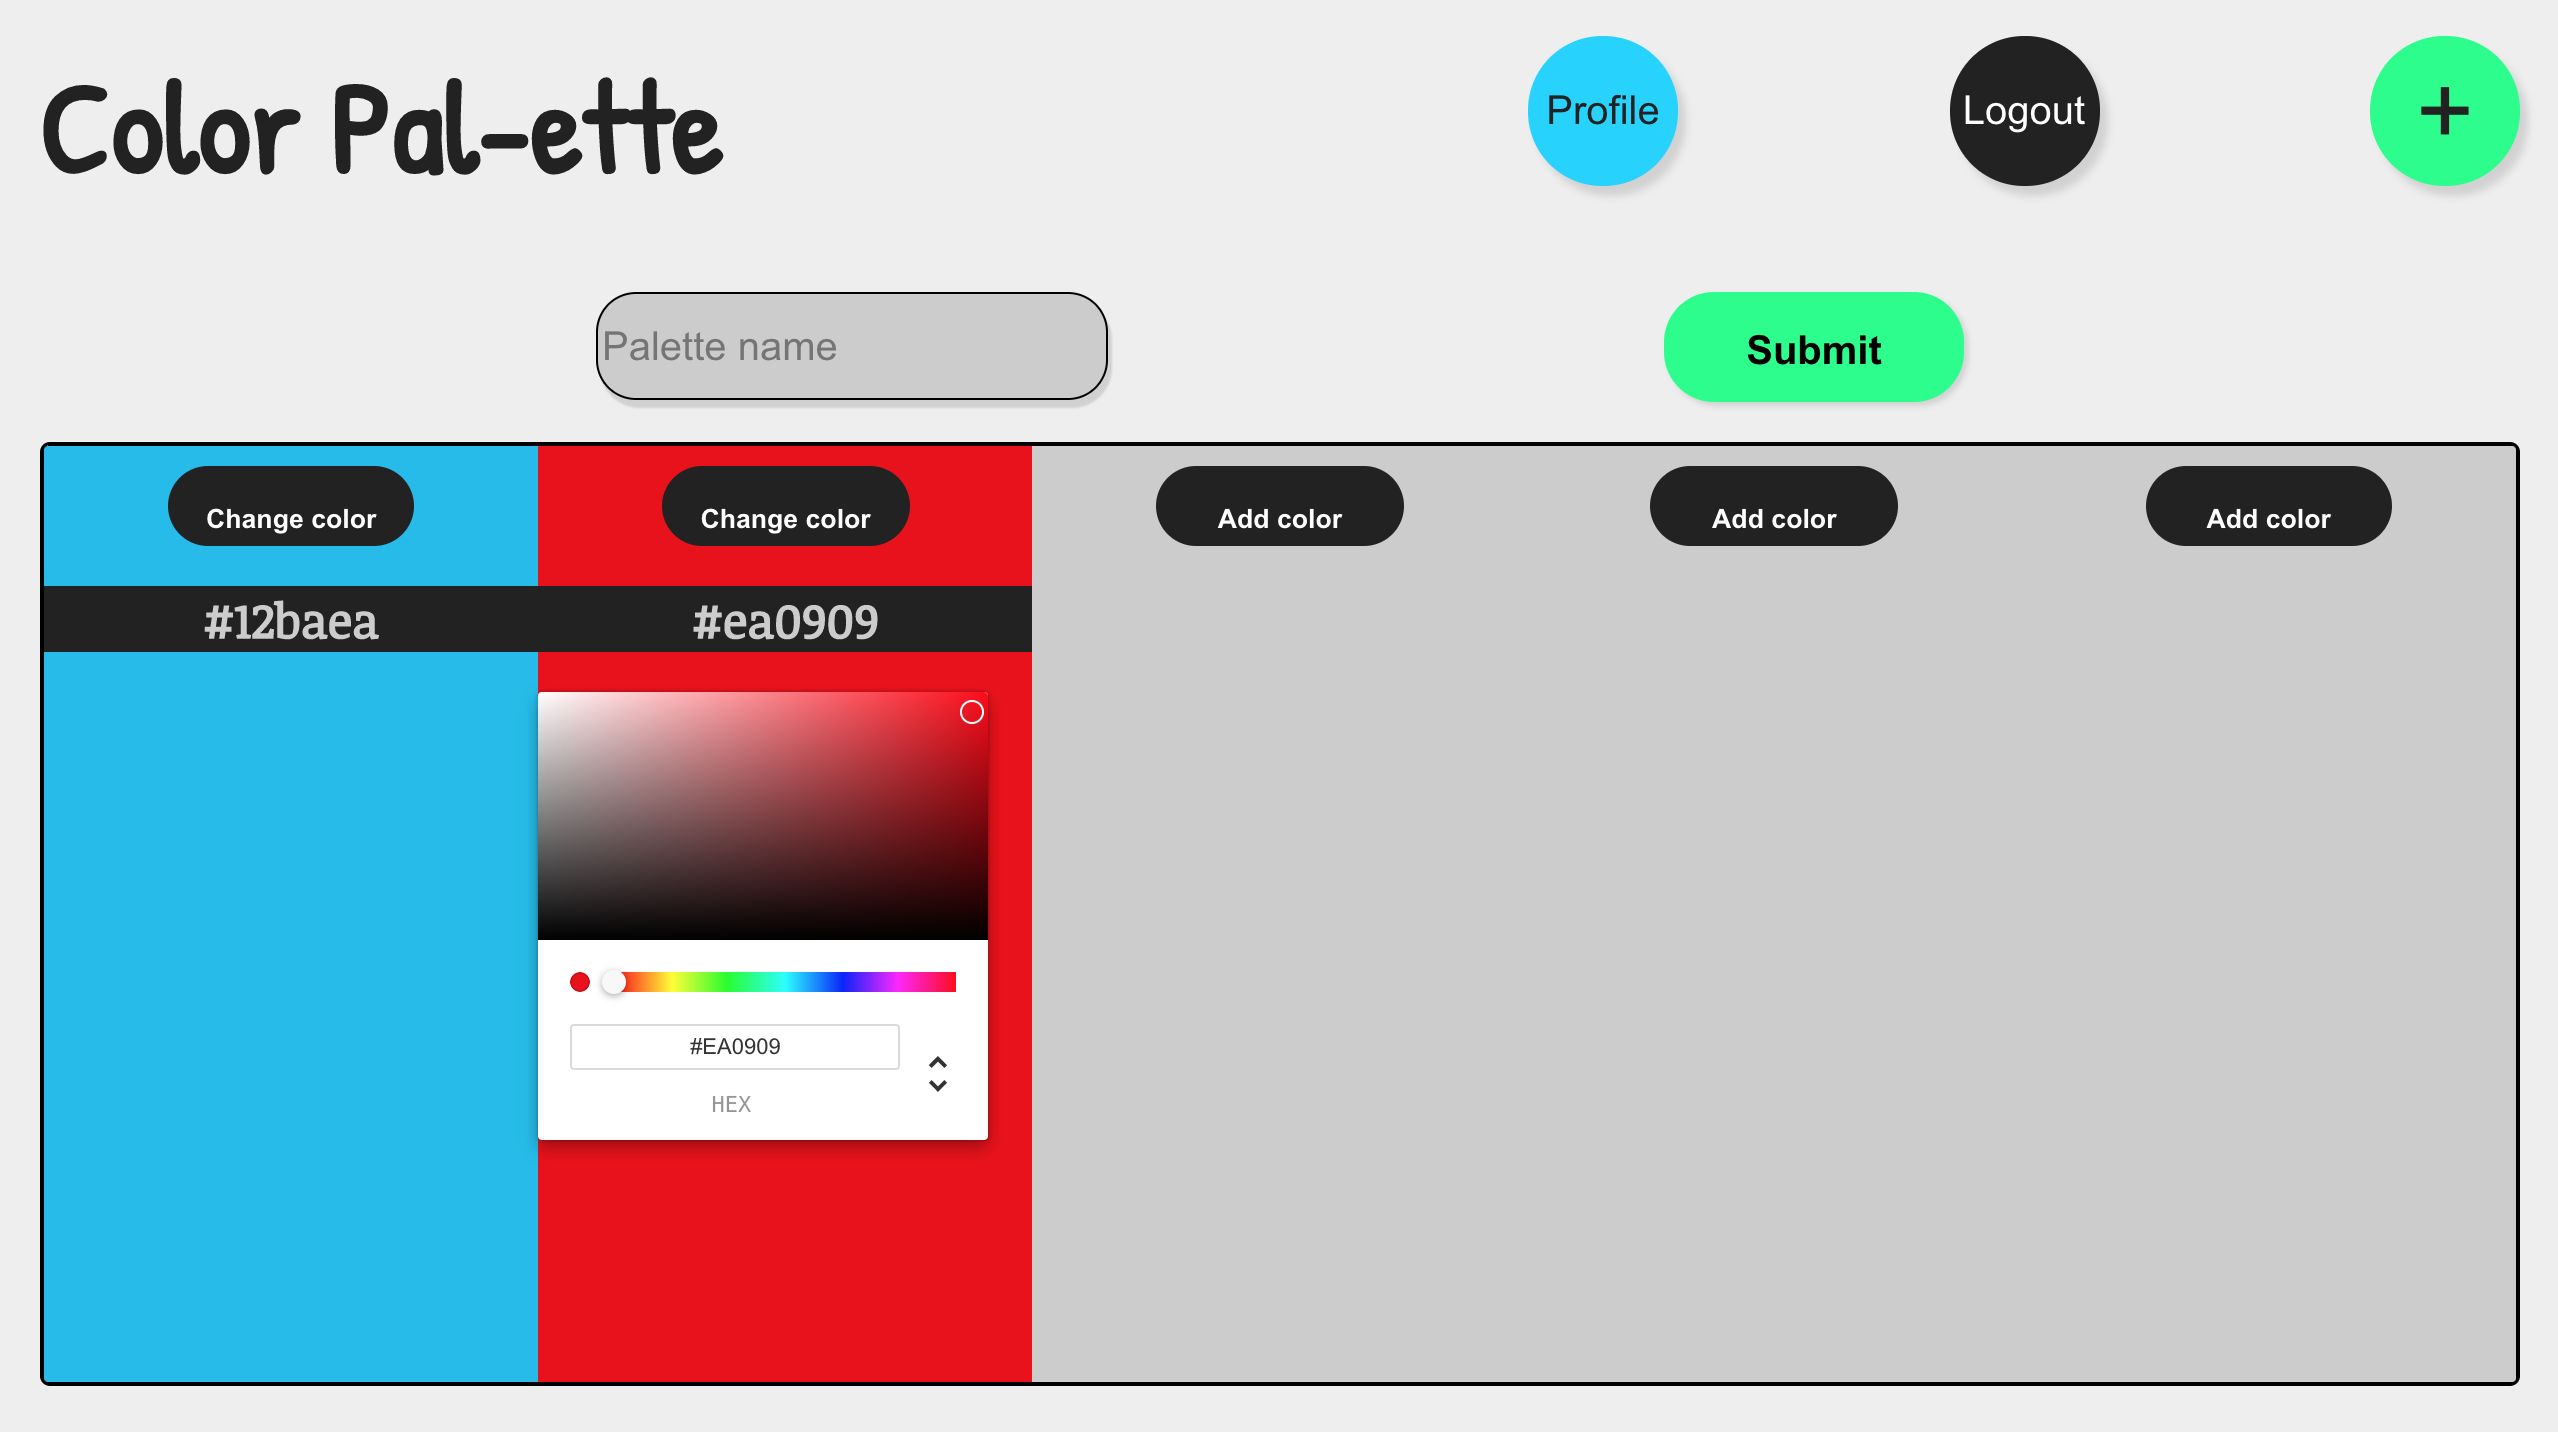 Color Pal-ette
Profile
Logout
+
Palette name
Submit
Change color
Change color
Add color
Add color
Add color
#12baea
#ea0909
#EA0909
HEX